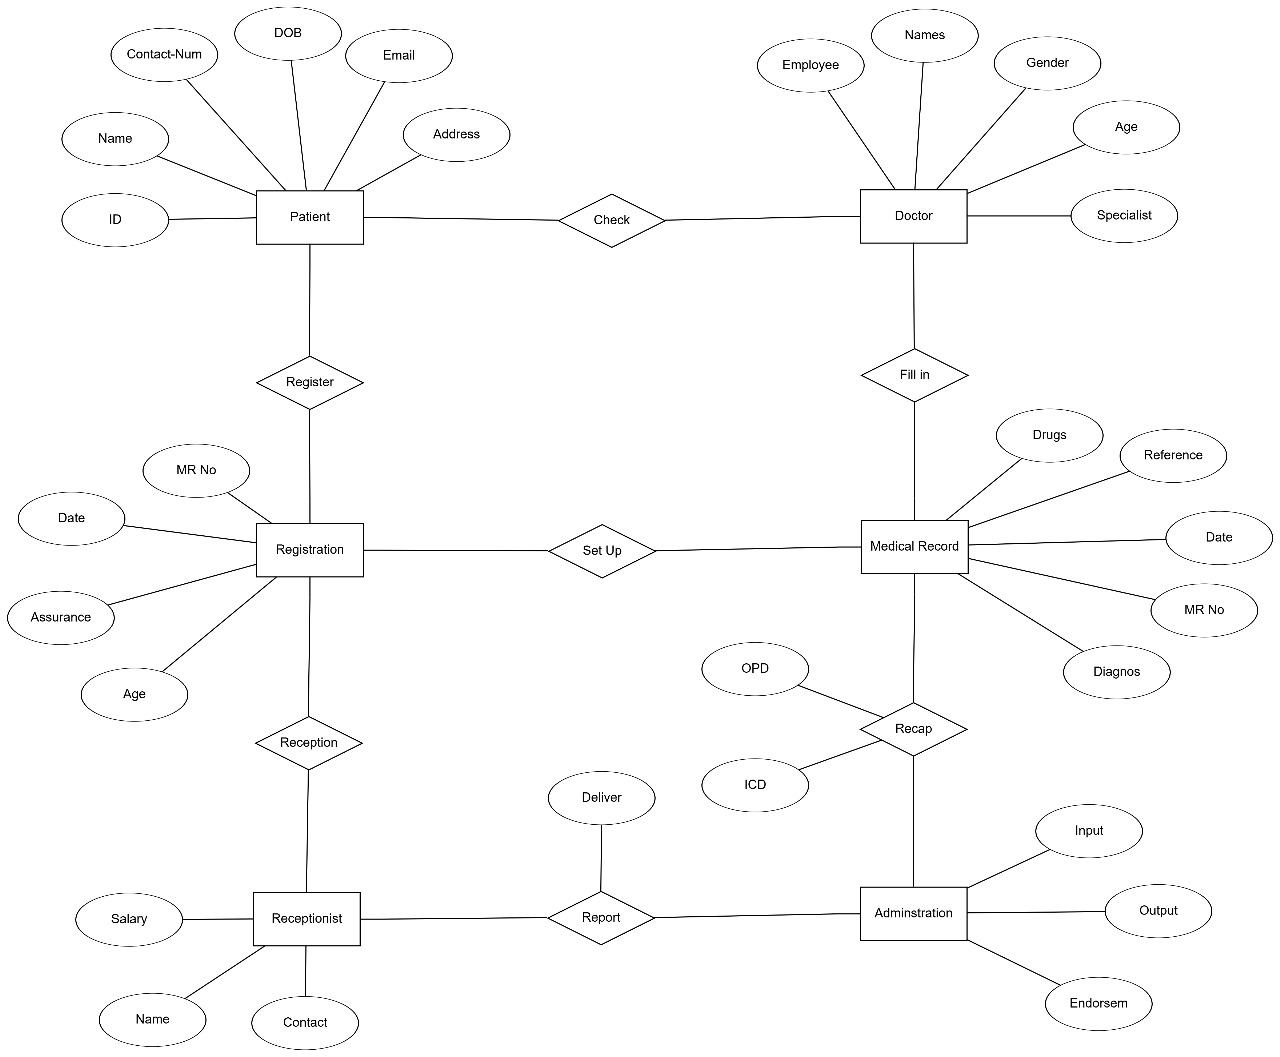 DOB
Names
Contact-Num
Email
Employee
Gender
Name
Address
Age
ID
Patient
Check
Doctor
Specialist
Register
Fill in
Drugs
MR No
Reference
Date
Date
Registration
Set Up
Medical Record
Assurance
MR No
Age
OPD
Diagnos
Reception
Recap
ICD
Deliver
Input
Salary
Receptionist
Report
Adminstration
Output
Name
Contact
Endorsem